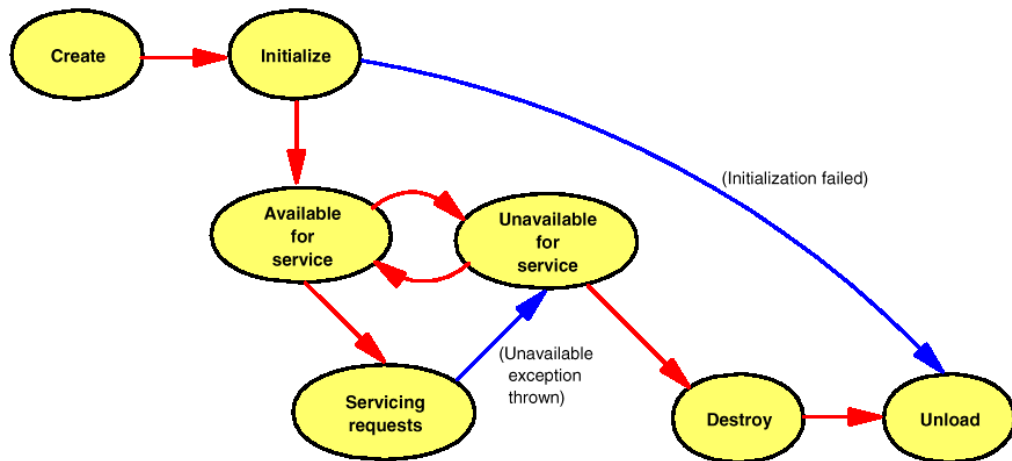 Create
Initialize
(Initialization failed)
Available
for
service
Unavailable
for
service
(Unavailable
exception
thrown)
Servicing
requests
Destroy
Unload